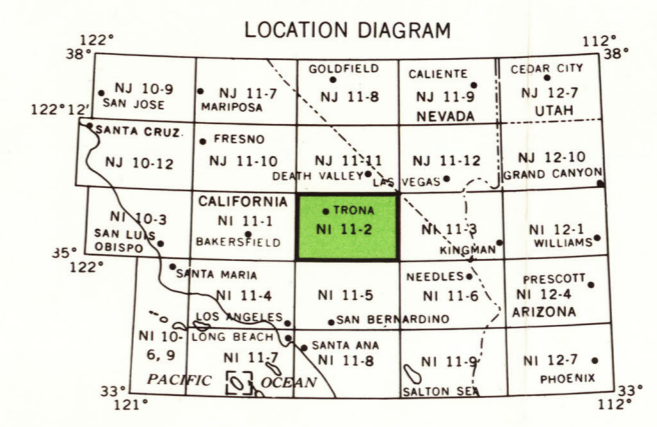 LOCATION DIAGRAM
122°
112°
38°
38°
GOLDFIELD
CALIENTE
CEDAR CITY
NJ 10-9
NJ 11-7
NJ 11-8
NJ 11-9
NJ 12-7
SAN JOSE
MARIPOSA
NEVADA
UTAH
122°12'
SANTA CRUZ
FRESNO
NJ 10-12
NJ 11-10
NJ 11-11
NJ 11-12
NJ 12-10
DEATH VALLEY
LAS VEGAS
GRAND CANYON
CALIFORNIA
NI 10-3
NI 11-1
TRONA
NI 11-2
NI 11-3
NI 12-1
SAN LUIS
OBISPO
BAKERSFIELD
KINGMAN
WILLIAMS
35°
122°
SANTA MARIA
NEEDLES
PRESCOTT
NI 11-4
NI 11-5
NI 11-6
NI 12-4
ARIZONA
LOS ANGELES
SAN BERNARDINO
NI 10-
6, 9
LONG BEACH
SANTA ANA
NI 11-7
NI 11-8
NI 11-9
NI 12-7
PACIFIC OCEAN
SALTON SEA
PHOENIX
33°
33°
121°
112°